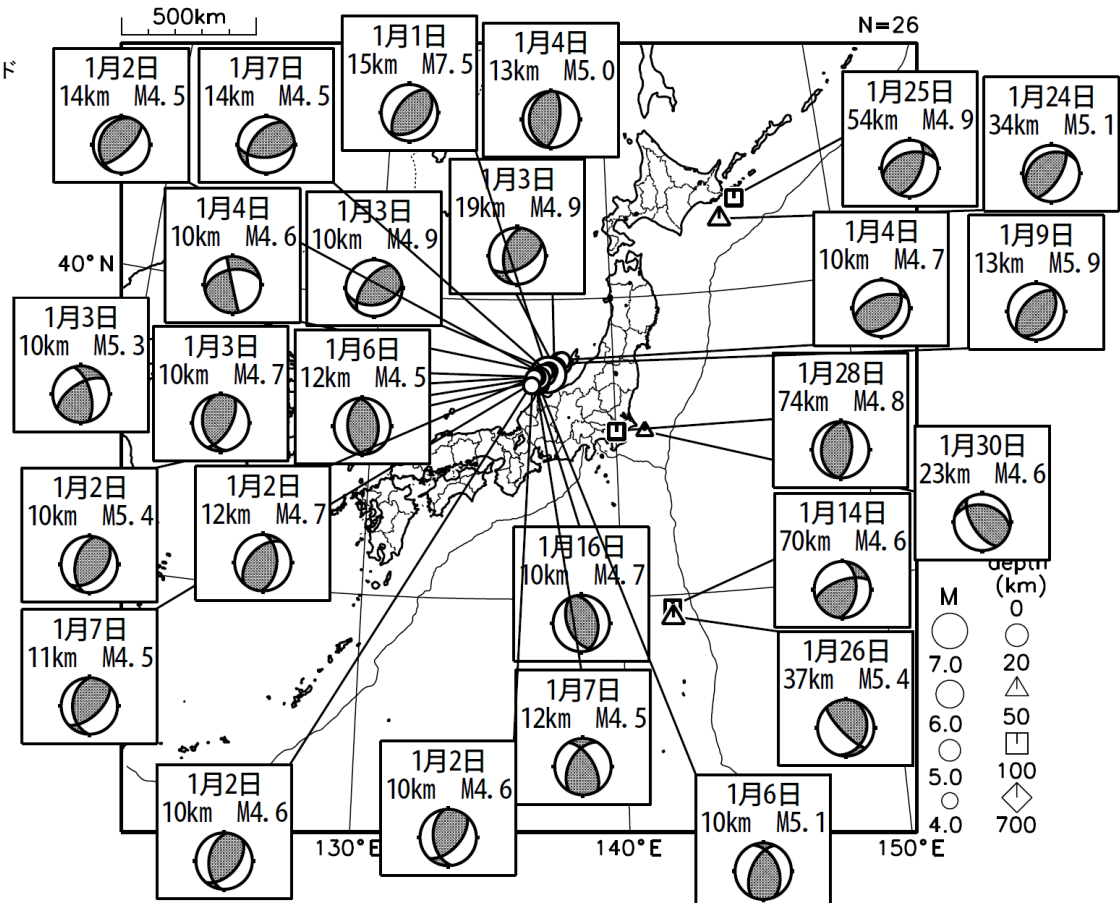 500km
N=26
ド
1月2日
14km M4.5
1月7日
14km M4.5
1月1日
15km M7.5
1月4日
13km M5.0
1月25日
54km M4.9
1月24日
34km M5.1
1月4日
10km M4.6
1月3日
10km M4.9
1月3日
19km M4.9
1月4日
10km M4.7
1月9日
13km M5.9
40°N
1月3日
10km M5.3
1月3日
10km M4.7
1月6日
12km M4.5
1月28日
74km M4.8
1月30日
23km M4.6
1月2日
10km M5.4
1月2日
12km M4.7
1月16日
10km M4.7
1月14日
70km M4.6
1月7日
11km M4.5
1月7日
12km M4.5
1月26日
37km M5.4
1月2日
10km M4.6
1月2日
10km M4.6
1月6日
10km M5.1
M
7.0
6.0
5.0
4.0
depth
(km)
0
20
50
100
700
130°E
140°E
150°E